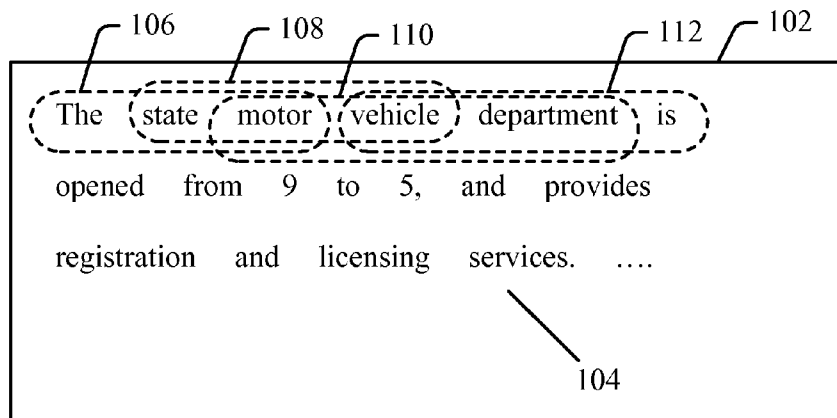 106 108 110 112 102
The state motor vehicle department is
opened from 9 to 5, and provides
registration and licensing services. ....
104